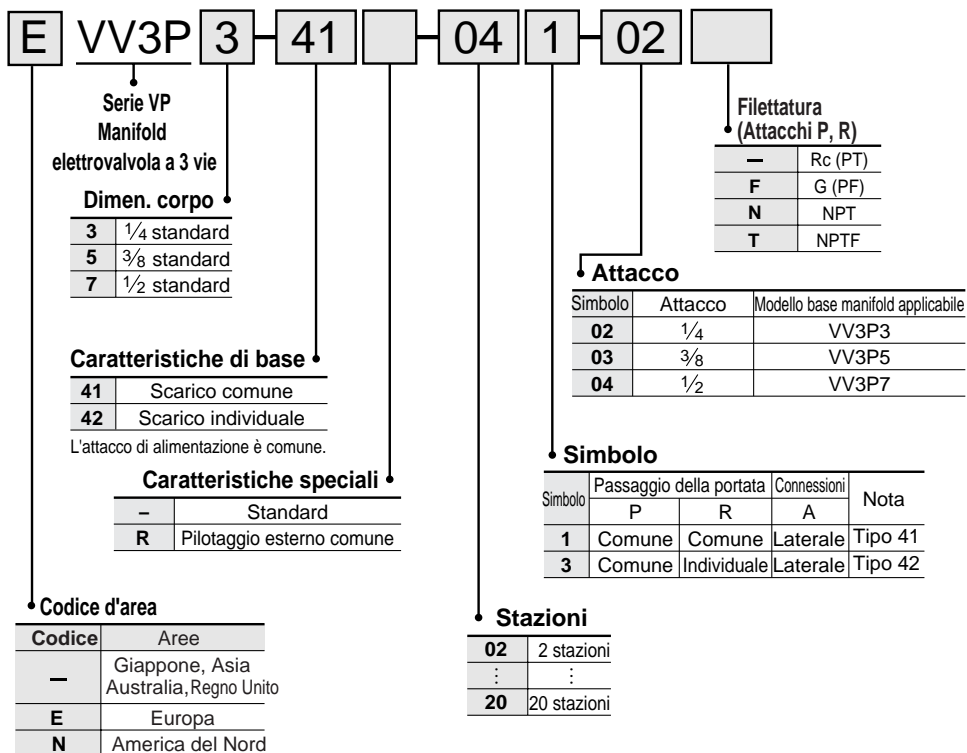 E VV3P 3 - 41 - 04 1 - 02
Serie VP
Manifold
elettrovalvola a 3 vie
Dimen. corpo
3 1/4 standard
5 3/8 standard
7 1/2 standard
Caratteristiche di base
41 Scarico comune
42 Scarico individuale
L'attacco di alimentazione è comune.
Caratteristiche speciali
– Standard
R Pilotaggio esterno comune
Codice d'area
Codice Aree
– Giappone, Asia
Australia, Regno Unito
E Europa
N America del Nord
Filettatura
(Attacchi P, R)
– Rc (PT)
F G (PF)
N NPT
T NPTF
Attacco
Simbolo Attacco Modello base manifold applicabile
02 1/4 VV3P3
03 3/8 VV3P5
04 1/2 VV3P7
Simbolo
Simbolo Passaggio della portata Connessioni Nota
P R A
1 Comune Comune Laterale Tipo 41
3 Comune Individuale Laterale Tipo 42
Stazioni
02 2 stazioni
⋮ ⋮
20 20 stazioni